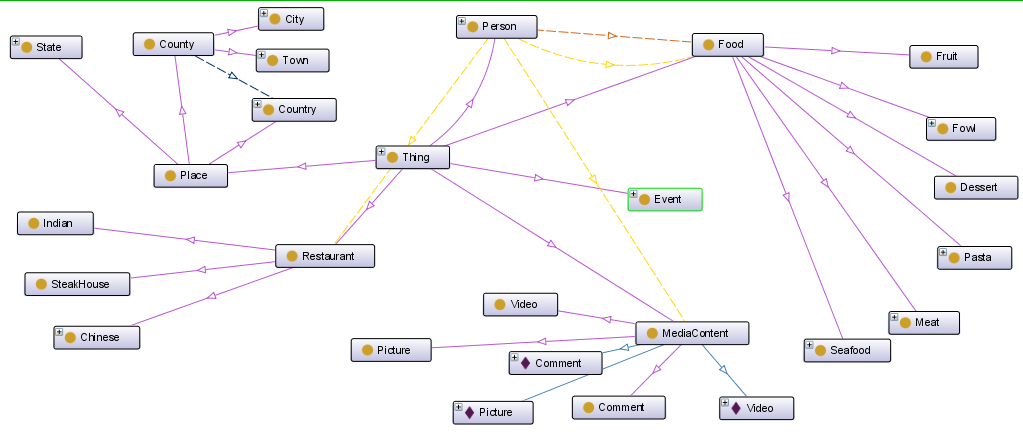 City
Person
State
County
Food
Town
Fruit
Country
Fowl
Thing
Place
Dessert
Event
Indian
Restaurant
Pasta
SteakHouse
Video
Meat
Chinese
MediaContent
Picture
Seafood
Comment
Comment
Video
Picture